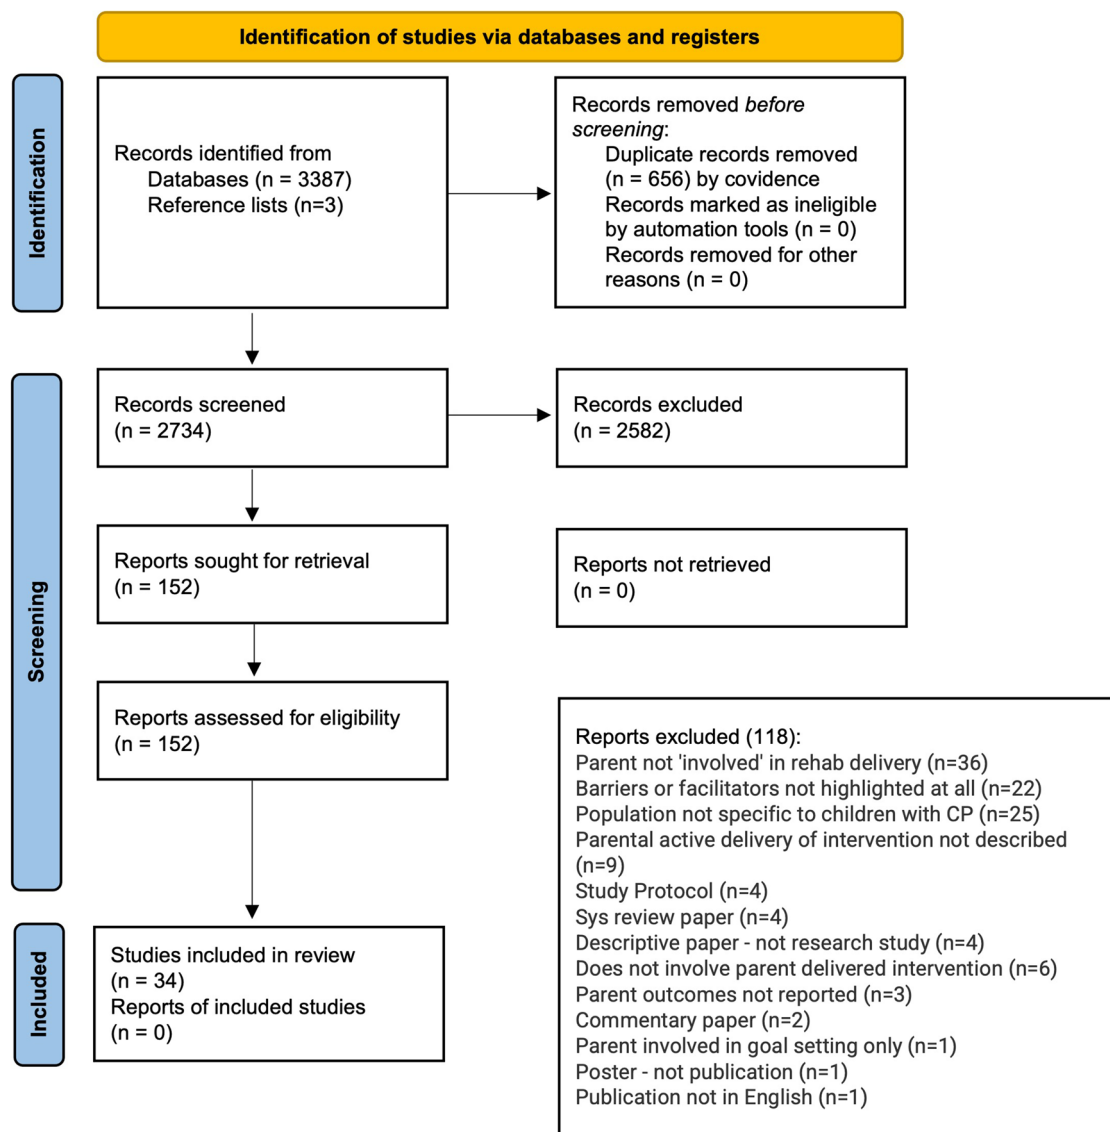 Identification of studies via databases and registers
Identification
Records identified from
Databases (n = 3387)
Reference lists (n=3)
Records removed before
screening:
Duplicate records removed
(n = 656) by covidence
Records marked as ineligible
by automation tools (n = 0)
Records removed for other
reasons (n = 0)
Screening
Records screened
(n = 2734)
Records excluded
(n = 2582)
Reports sought for retrieval
(n = 152)
Reports not retrieved
(n = 0)
Reports assessed for eligibility
(n = 152)
Reports excluded (118):
Parent not 'involved' in rehab delivery (n=36)
Barriers or facilitators not highlighted at all (n=22)
Population not specific to children with CP (n=25)
Parental active delivery of intervention not described
(n=9)
Study Protocol (n=4)
Sys review paper (n=4)
Descriptive paper - not research study (n=4)
Does not involve parent delivered intervention (n=6)
Parent outcomes not reported (n=3)
Commentary paper (n=2)
Parent involved in goal setting only (n=1)
Poster - not publication (n=1)
Publication not in English (n=1)
Included
Studies included in review
(n = 34)
Reports of included studies
(n = 0)